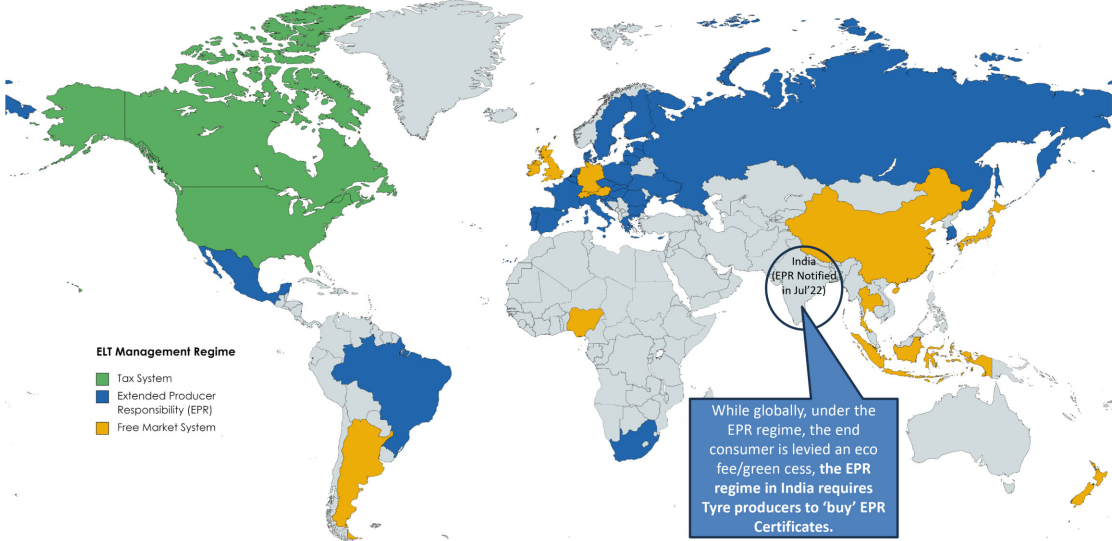 India
(EPR Notified
in Jul'22)
ELT Management Regime
Tax System
Extended Producer
Responsibility (EPR)
Free Market System
While globally, under the
EPR regime, the end
consumer is levied an eco
fee/green cess, the EPR
regime in India requires
Tyre producers to ‘buy’ EPR
Certificates.